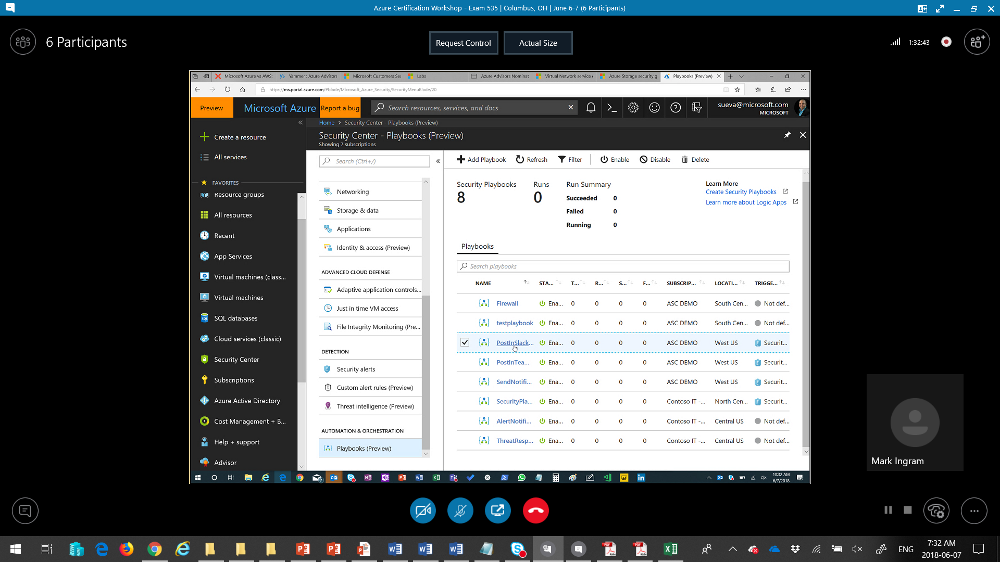 Azure Certification Workshop - Exam 535 | Columbus, OH | June 6-7 (6 Participants)
6 Participants
Request Control
Actual Size
1:32:43
Microsoft Azure vs AWS:
Yammer : Azure Advisors
Microsoft Customers Se
Labs
Azure Advisors Nominat
Virtual Network service e
Azure Storage security g
Playbooks (Preview)
https://ms.portal.azure.com/#blade/Microsoft_Azure_Security/SecurityMenuBlade/20
Preview
Microsoft Azure
Report a bug
Search resources, services, and docs
sueva@microsoft.com
MICROSOFT
Home > Security Center - Playbooks (Preview)
Security Center - Playbooks (Preview)
Showing 7 subscriptions
Create a resource
All services
FAVORITES
Resource groups
All resources
Recent
App Services
Virtual machines (class...
Virtual machines
SQL databases
Cloud services (classic)
Security Center
Subscriptions
Azure Active Directory
Cost Management + B...
Help + support
Advisor
Search (Ctrl+/)
Networking
Storage & data
Applications
Identity & access (Preview)
ADVANCED CLOUD DEFENSE
Adaptive application controls...
Just in time VM access
File Integrity Monitoring (Pre...
DETECTION
Security alerts
Custom alert rules (Preview)
Threat intelligence (Preview)
AUTOMATION & ORCHESTRATION
Playbooks (Preview)
Add Playbook Refresh Filter Enable Disable Delete
Security Playbooks
8
Runs
0
Run Summary
Succeeded 0
Failed 0
Running 0
Learn More
Create Security Playbooks
Learn more about Logic Apps
Playbooks
Search playbooks
NAME STA... T... R... S... F... SUBSCRIP... LOCATI... TRIGGE...
Firewall Ena... 0 0 0 0 ASC DEMO South Cen... Not def...
testplaybook Ena... 0 0 0 0 ASC DEMO South Cen... Not def...
PostInSlack... Ena... 0 0 0 0 ASC DEMO West US Securit...
PostInTea... Ena... 0 0 0 0 ASC DEMO West US Securit...
SendNotifi... Ena... 0 0 0 0 ASC DEMO West US Securit...
SecurityPla... Ena... 0 0 0 0 Contoso IT -... North Cen... Securit...
AlertNotifi... Ena... 0 0 0 0 Contoso IT -... Central US Not def...
ThreatResp... Ena... 0 0 0 0 Contoso IT -... Central US Not def...
10:32 AM
6/7/2018
Mark Ingram
ENG
7:32 AM
2018-06-07